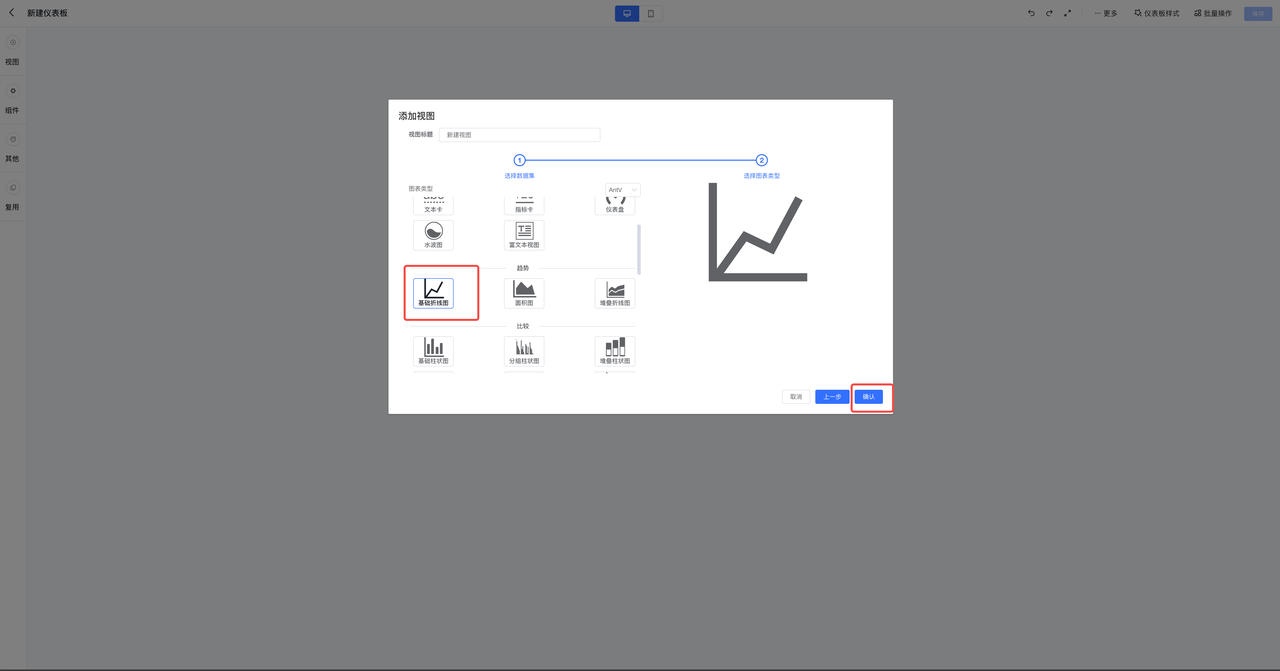 新建仪表板
更多
仪表板样式
批量操作
保存
视图
组件
其他
复用
添加视图
视图标题
新建视图
1
2
选择数据集
选择图表类型
图表类型
AntV
文本卡
指标卡
仪表盘
水波图
富文本视图
趋势
基础折线图
面积图
堆叠折线图
比较
基础柱状图
分组柱状图
堆叠柱状图
取消
上一步
确认